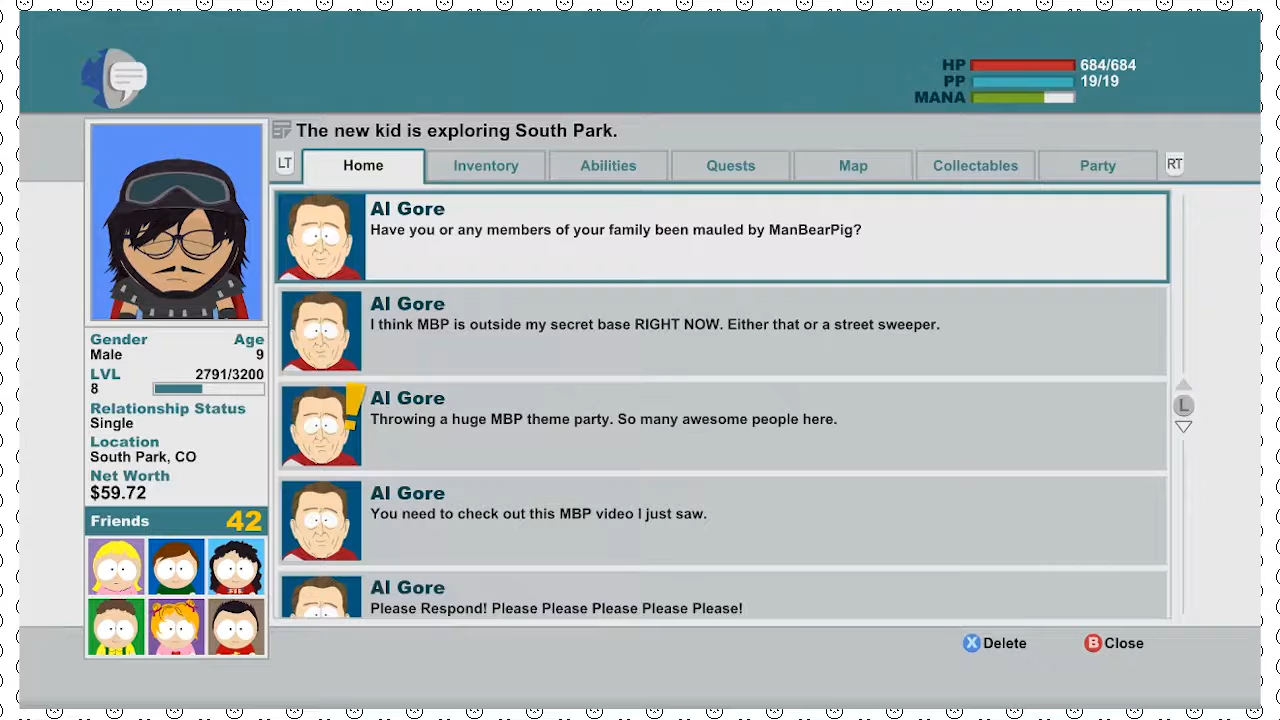 HP 684/684
PP 19/19
MANA
The new kid is exploring South Park.
LT Home Inventory Abilities Quests Map Collectables Party RT
Al Gore
Have you or any members of your family been mauled by ManBearPig?
Al Gore
I think MBP is outside my secret base RIGHT NOW. Either that or a street sweeper.
Al Gore
Throwing a huge MBP theme party. So many awesome people here.
Al Gore
You need to check out this MBP video I just saw.
Al Gore
Please Respond! Please Please Please Please Please!
Gender Age
Male 9
LVL 2791/3200
8
Relationship Status
Single
Location
South Park, CO
Net Worth
$59.72
Friends 42
L
X Delete B Close